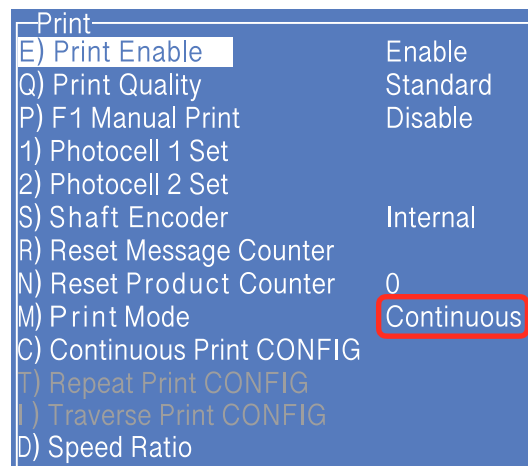 Print
E) Print Enable Enable
Q) Print Quality Standard
P) F1 Manual Print Disable
1) Photocell 1 Set
2) Photocell 2 Set
S) Shaft Encoder Internal
R) Reset Message Counter
N) Reset Product Counter 0
M) Print Mode Continuous
C) Continuous Print CONFIG
T) Repeat Print CONFIG
I ) Traverse Print CONFIG
D) Speed Ratio